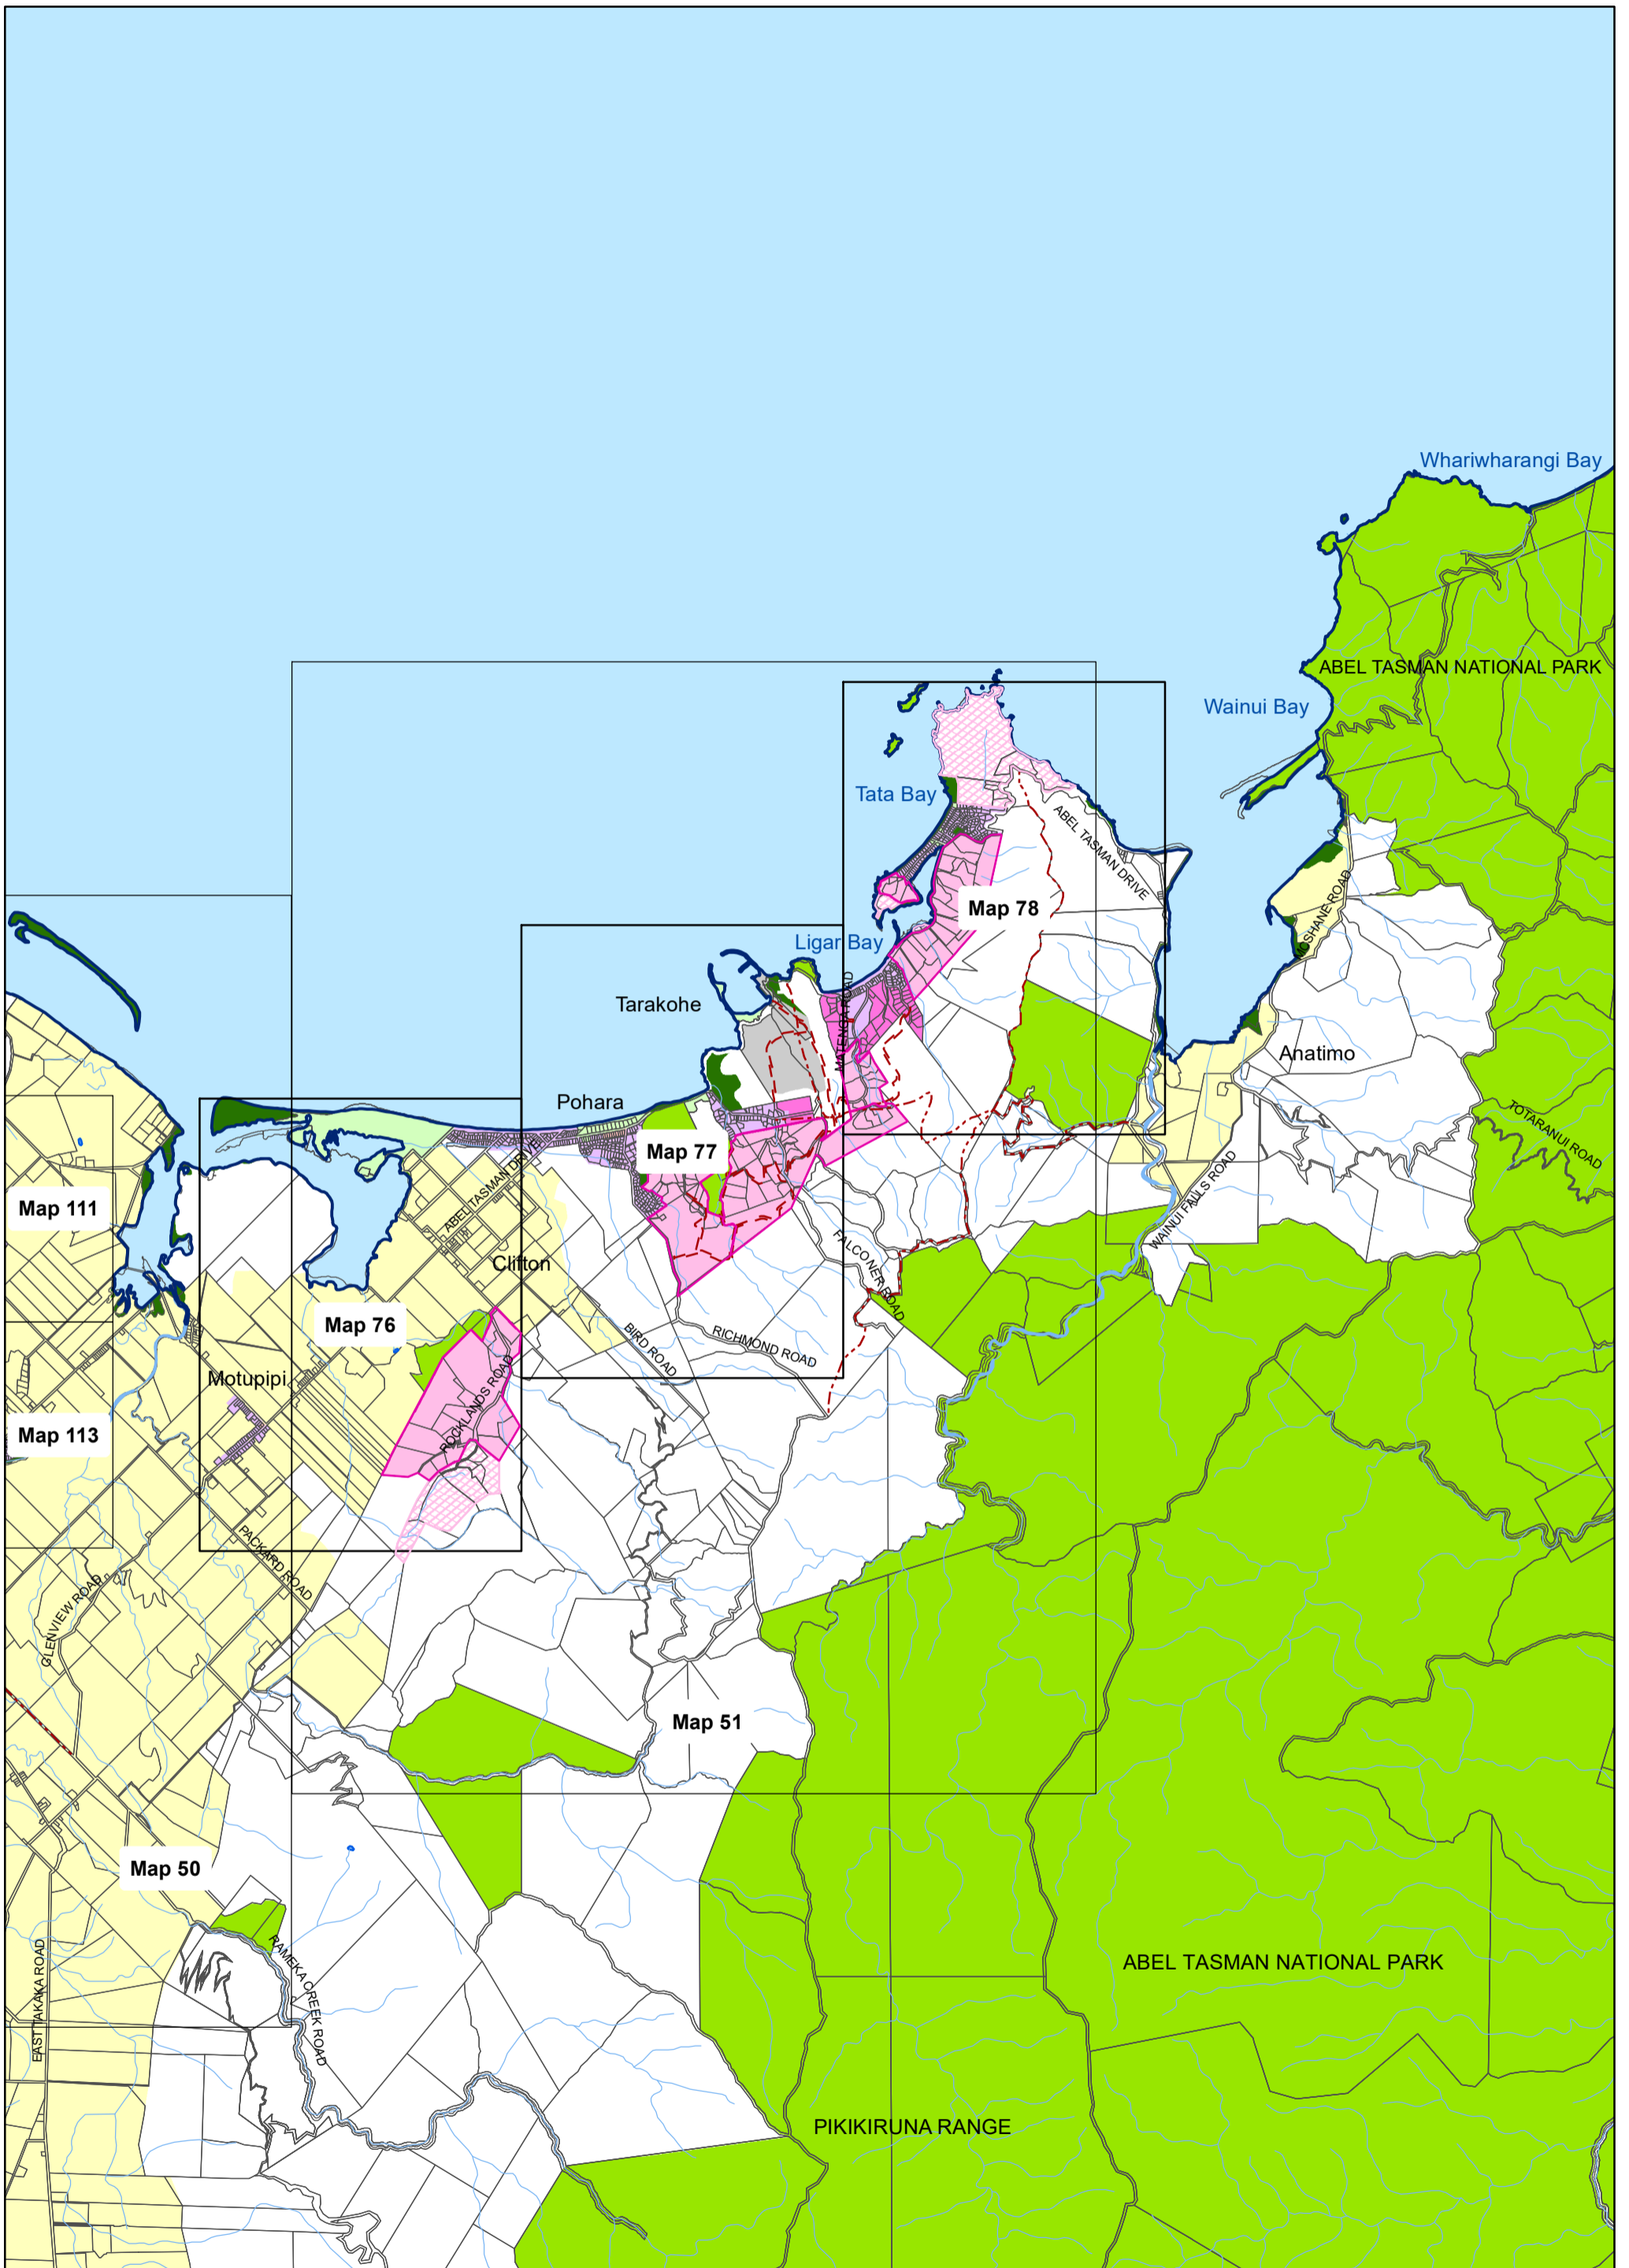 Whariwharangi Bay
ABEL TASMAN NATIONAL PARK
Wainui Bay
Tata Bay
ABEL TASMAN DRIVE
Map 78
Ligar Bay
MCSHANE ROAD
Tarakohe
MATENGA ROAD
Anatimo
Pohara
TOTARANUI ROAD
Map 77
ABEL TASMAN DRIVE
Map 111
WAINUI FALLS ROAD
Clifton
FALCONER ROAD
Map 76
BIRD ROAD
RICHMOND ROAD
Motupipi
ROCKLANDS ROAD
Map 113
PACKARD ROAD
GLENVIEW ROAD
Map 51
Map 50
RAMEKA CREEK ROAD
EAST TAKAKA ROAD
ABEL TASMAN NATIONAL PARK
PIKIKIRUNA RANGE